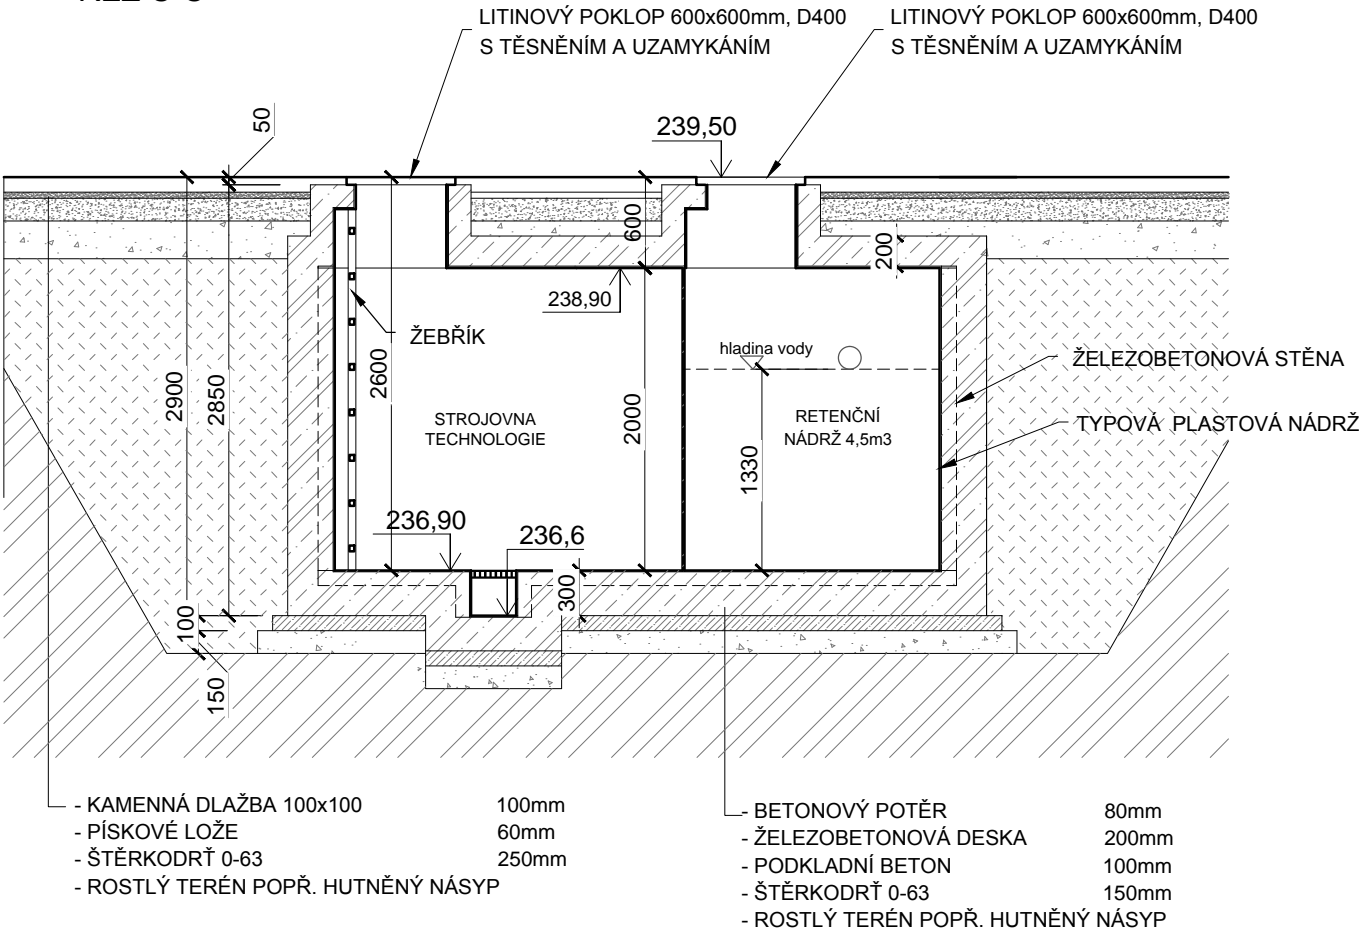 LITINOVÝ POKLOP 600x600mm, D400
S TĚSNĚNÍM A UZAMYKÁNÍM
LITINOVÝ POKLOP 600x600mm, D400
S TĚSNĚNÍM A UZAMYKÁNÍM
50
239,50
600
200
238,90
ŽEBŘÍK
hladina vody
ŽELEZOBETONOVÁ STĚNA
2900
2850
2600
2000
STROJOVNA
TECHNOLOGIE
RETENČNÍ
NÁDRŽ 4,5m3
TYPOVÁ PLASTOVÁ NÁDRŽ
1330
236,90
236,6
300
100
150
- KAMENNÁ DLAŽBA 100x100 100mm
- PÍSKOVÉ LOŽE 60mm
- ŠTĚRKODRŤ 0-63 250mm
- ROSTLÝ TERÉN POPŘ. HUTNĚNÝ NÁSYP
- BETONOVÝ POTĚR 80mm
- ŽELEZOBETONOVÁ DESKA 200mm
- PODKLADNÍ BETON 100mm
- ŠTĚRKODRŤ 0-63 150mm
- ROSTLÝ TERÉN POPŘ. HUTNĚNÝ NÁSYP